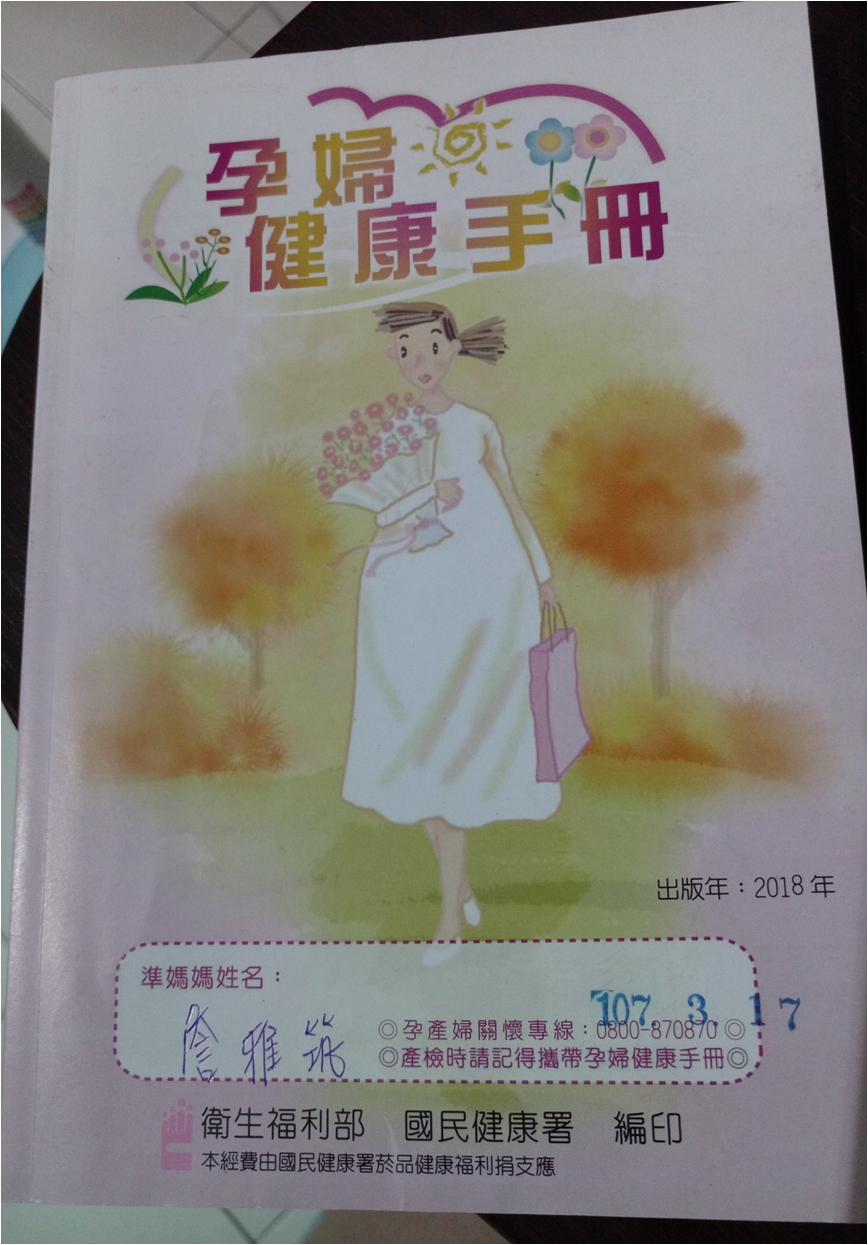 孕婦
健康手冊
出版年：2018年
準媽媽姓名：
詹雅筑
107. 3. 17
◎孕產婦關懷專線：0800-870870◎
◎產檢時請記得攜帶孕婦健康手冊◎
衛生福利部 國民健康署 編印
本經費由國民健康署菸品健康福利捐支應